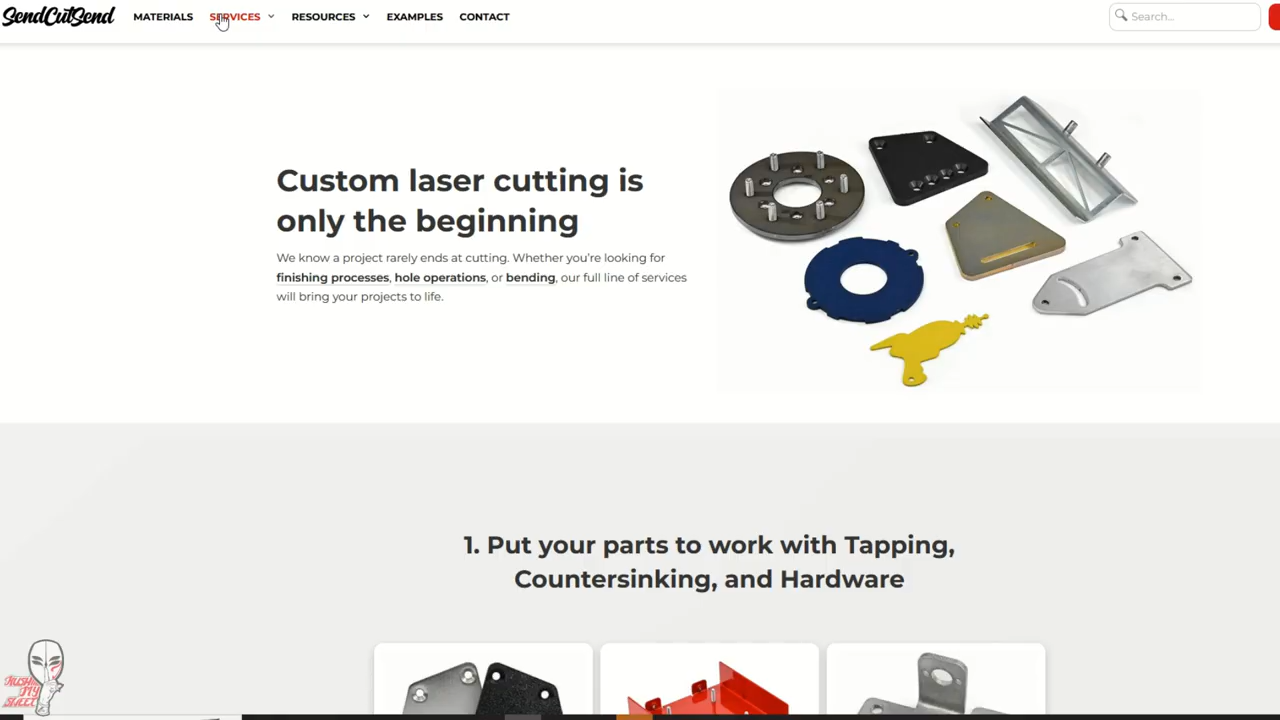 SendCutSend MATERIALS SERVICES RESOURCES EXAMPLES CONTACT Search...
Custom laser cutting is
only the beginning
We know a project rarely ends at cutting. Whether you're looking for
finishing processes, hole operations, or bending, our full line of services
will bring your projects to life.
1. Put your parts to work with Tapping,
Countersinking, and Hardware